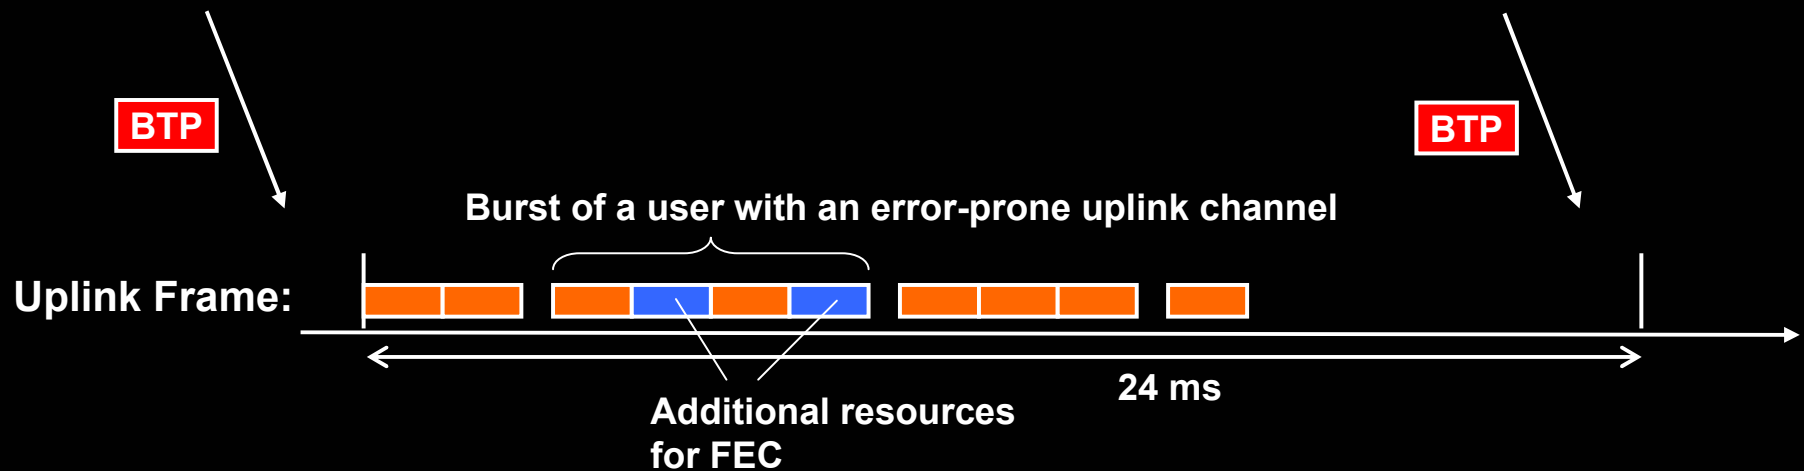 BTP
BTP
Burst of a user with an error-prone uplink channel
Uplink Frame:
24 ms
Additional resources
for FEC